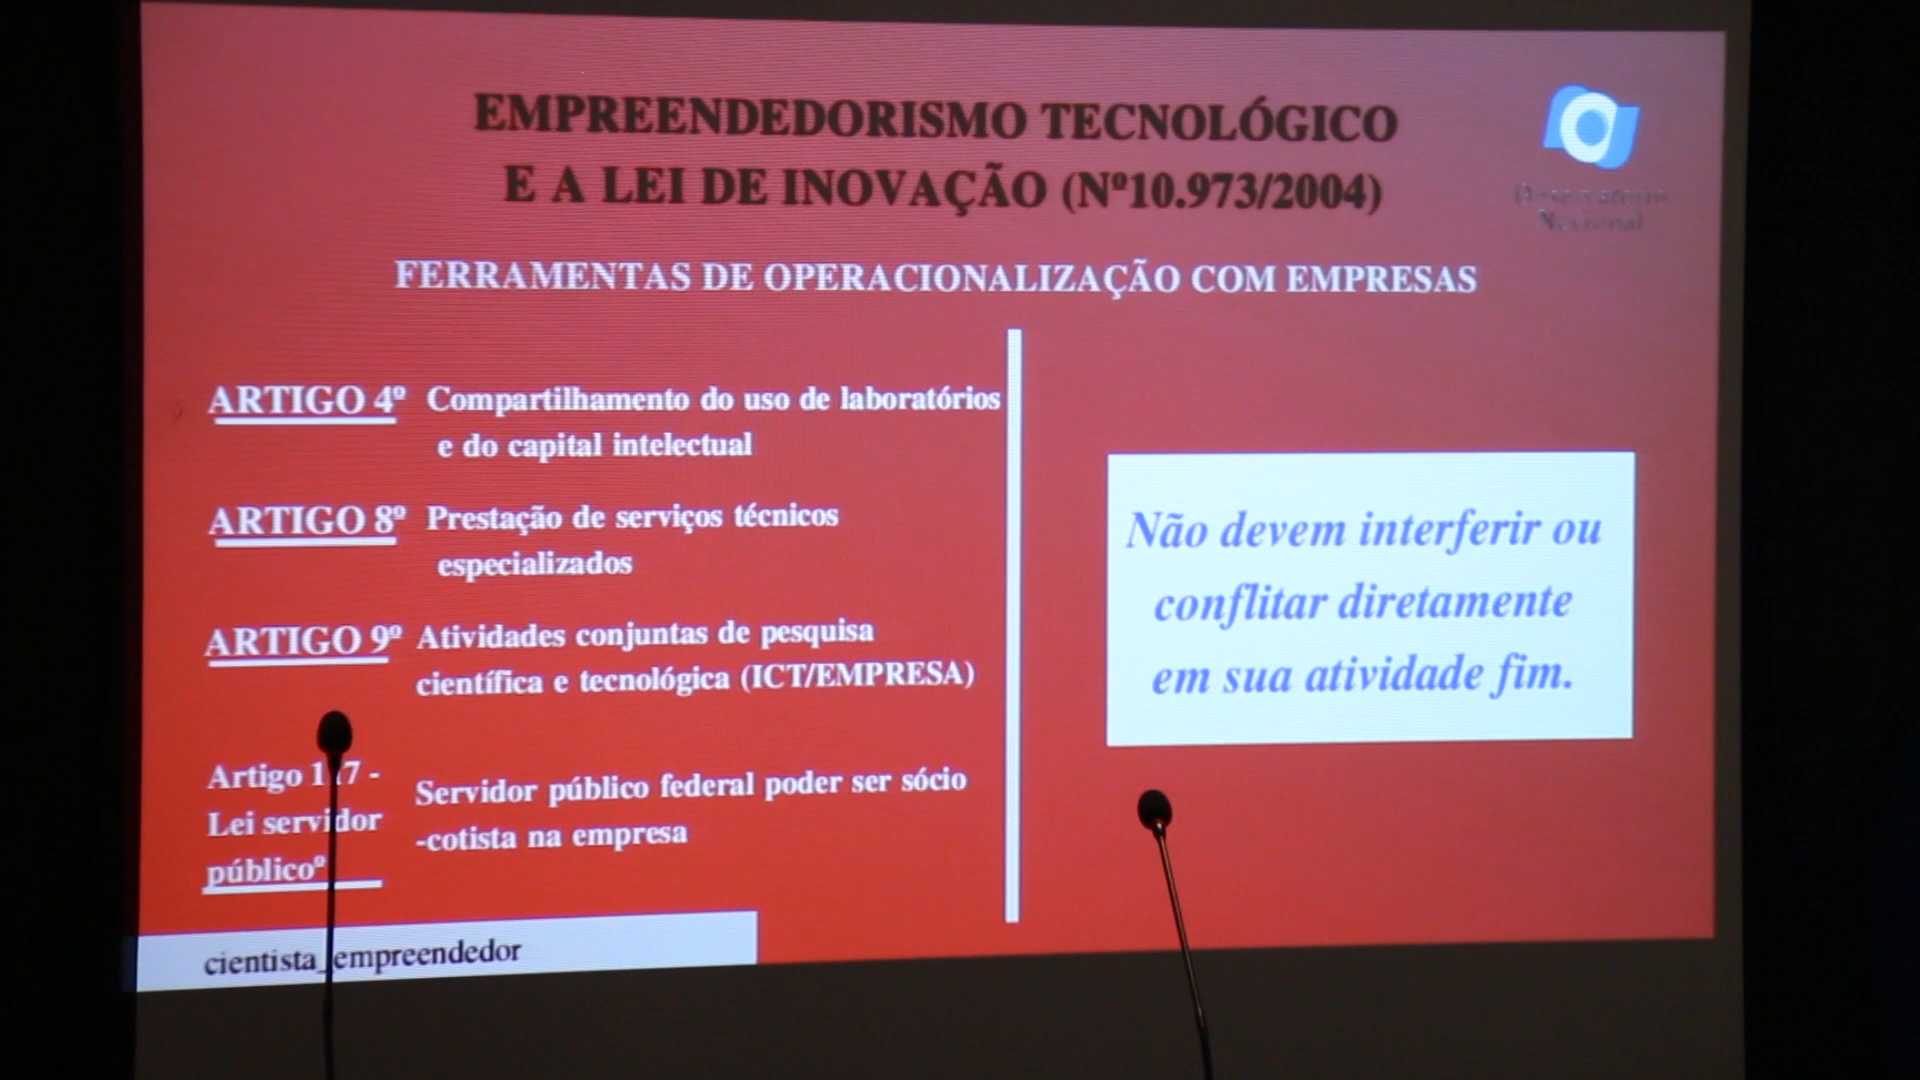 EMPREENDEDORISMO TECNOLÓGICO
E A LEI DE INOVAÇÃO (Nº10.973/2004)
Observatório
Nacional
FERRAMENTAS DE OPERACIONALIZAÇÃO COM EMPRESAS
ARTIGO 4º Compartilhamento do uso de laboratórios
e do capital intelectual
ARTIGO 8º Prestação de serviços técnicos
especializados
ARTIGO 9º Atividades conjuntas de pesquisa
científica e tecnológica (ICT/EMPRESA)
Artigo 117 -
Lei servidor
públicoº
Servidor público federal poder ser sócio
-cotista na empresa
Não devem interferir ou
conflitar diretamente
em sua atividade fim.
cientista_empreendedor